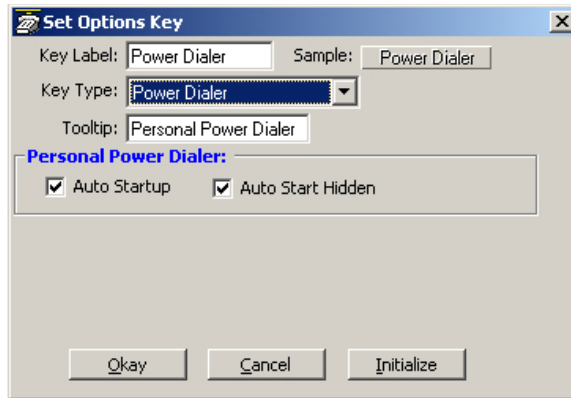 Set Options Key
Key Label: Power Dialer Sample: Power Dialer
Key Type: Power Dialer
Tooltip: Personal Power Dialer
Personal Power Dialer:
Auto Startup Auto Start Hidden
Okay Cancel Initialize